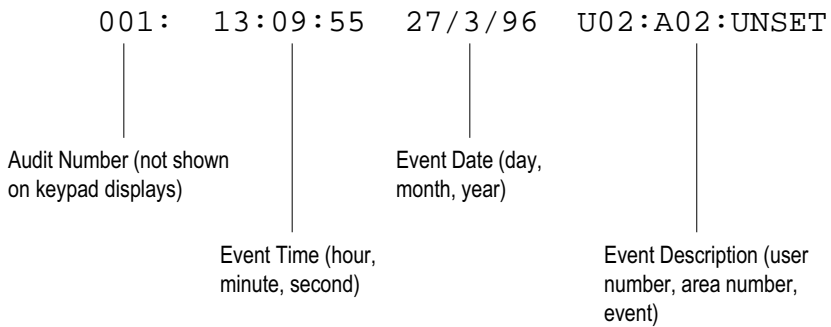 001: 13:09:55 27/3/96 U02:A02:UNSET
Audit Number (not shown
on keypad displays)
Event Date (day,
month, year)
Event Time (hour,
minute, second)
Event Description (user
number, area number,
event)